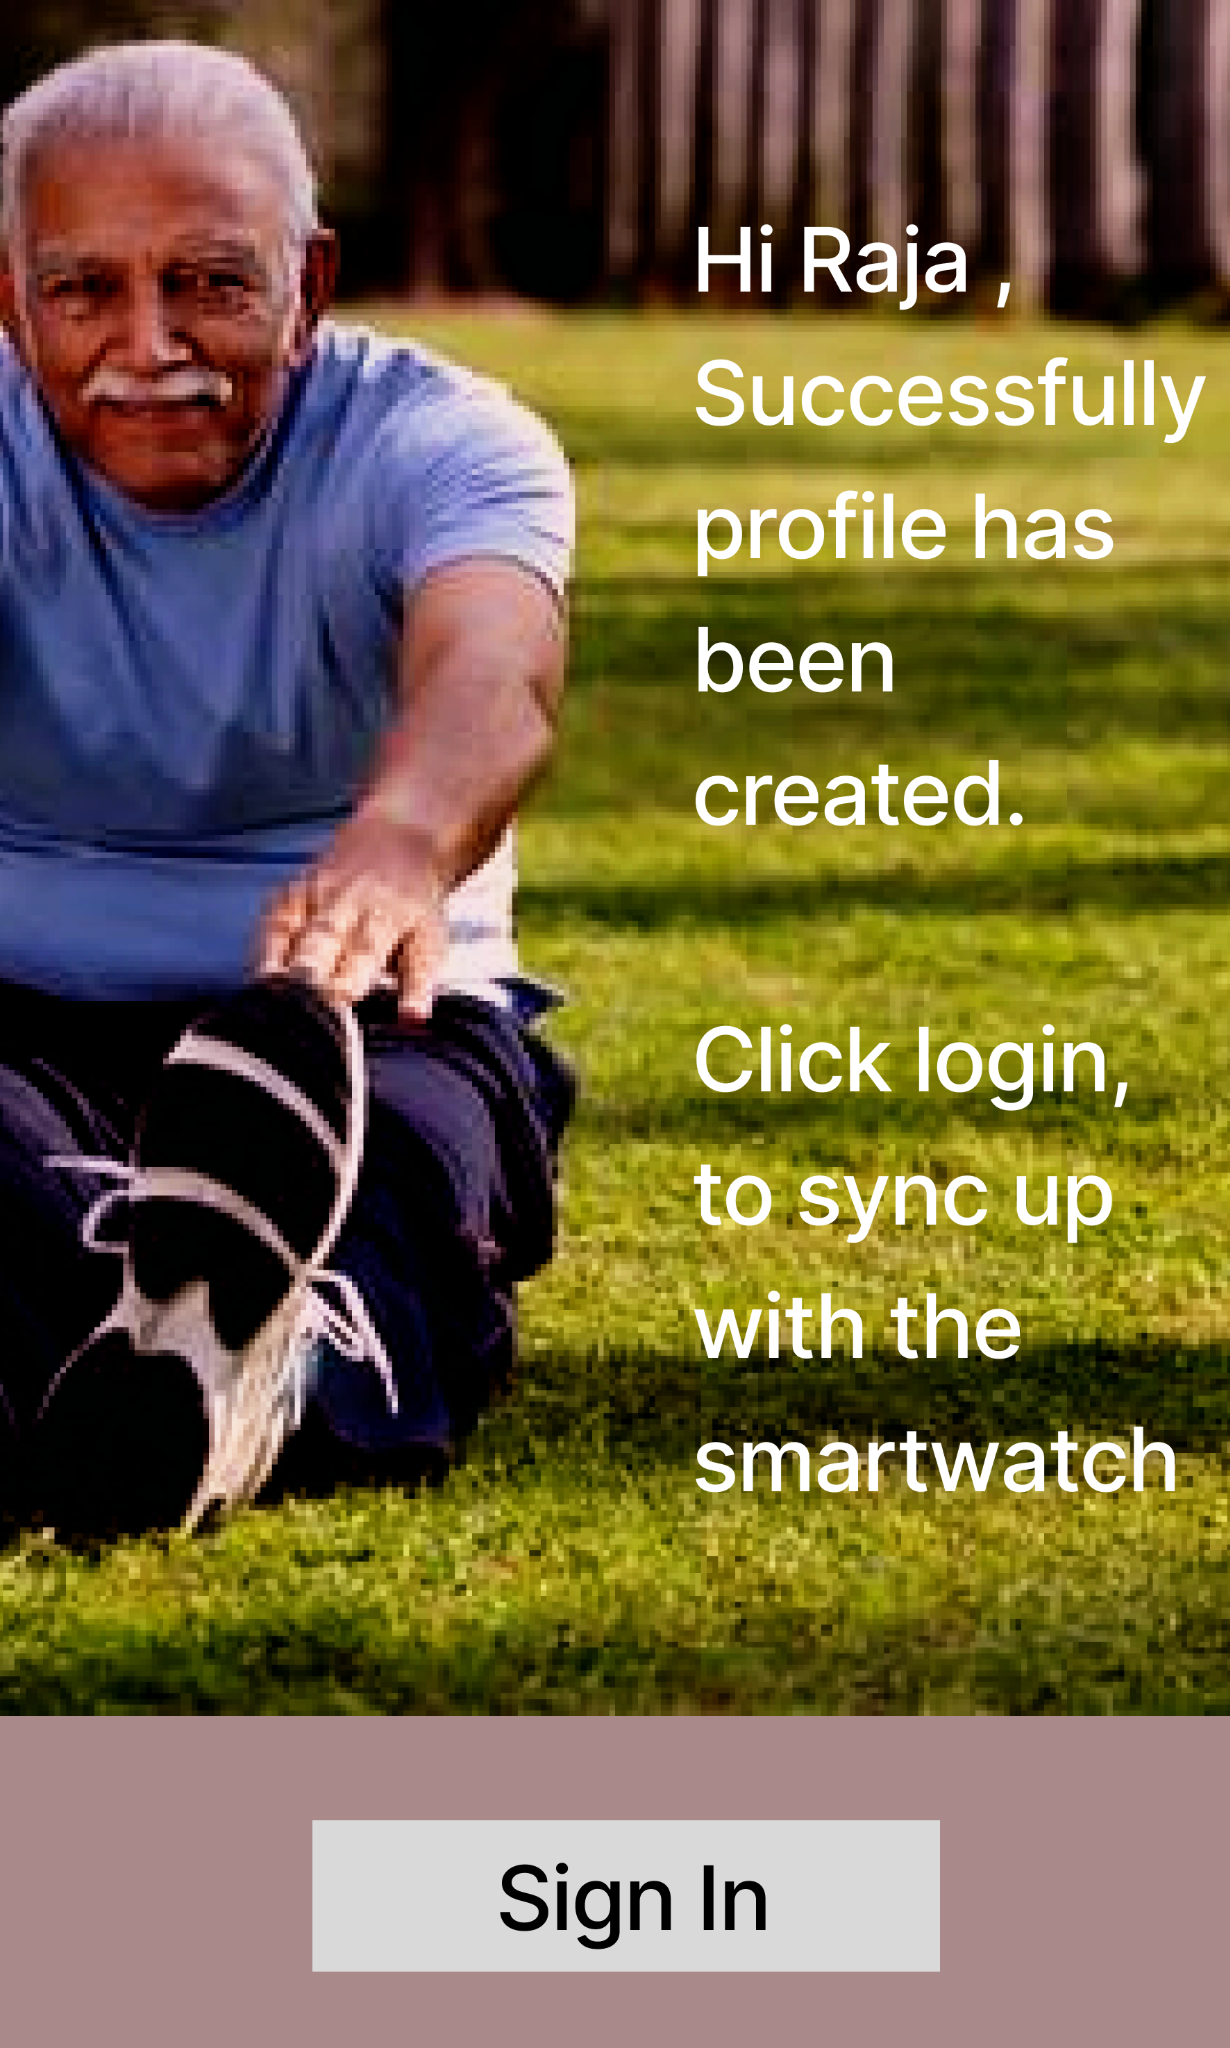 Hi Raja ,
Successfully
profile has
been
created.
Click login,
to sync up
with the
smartwatch
Sign In